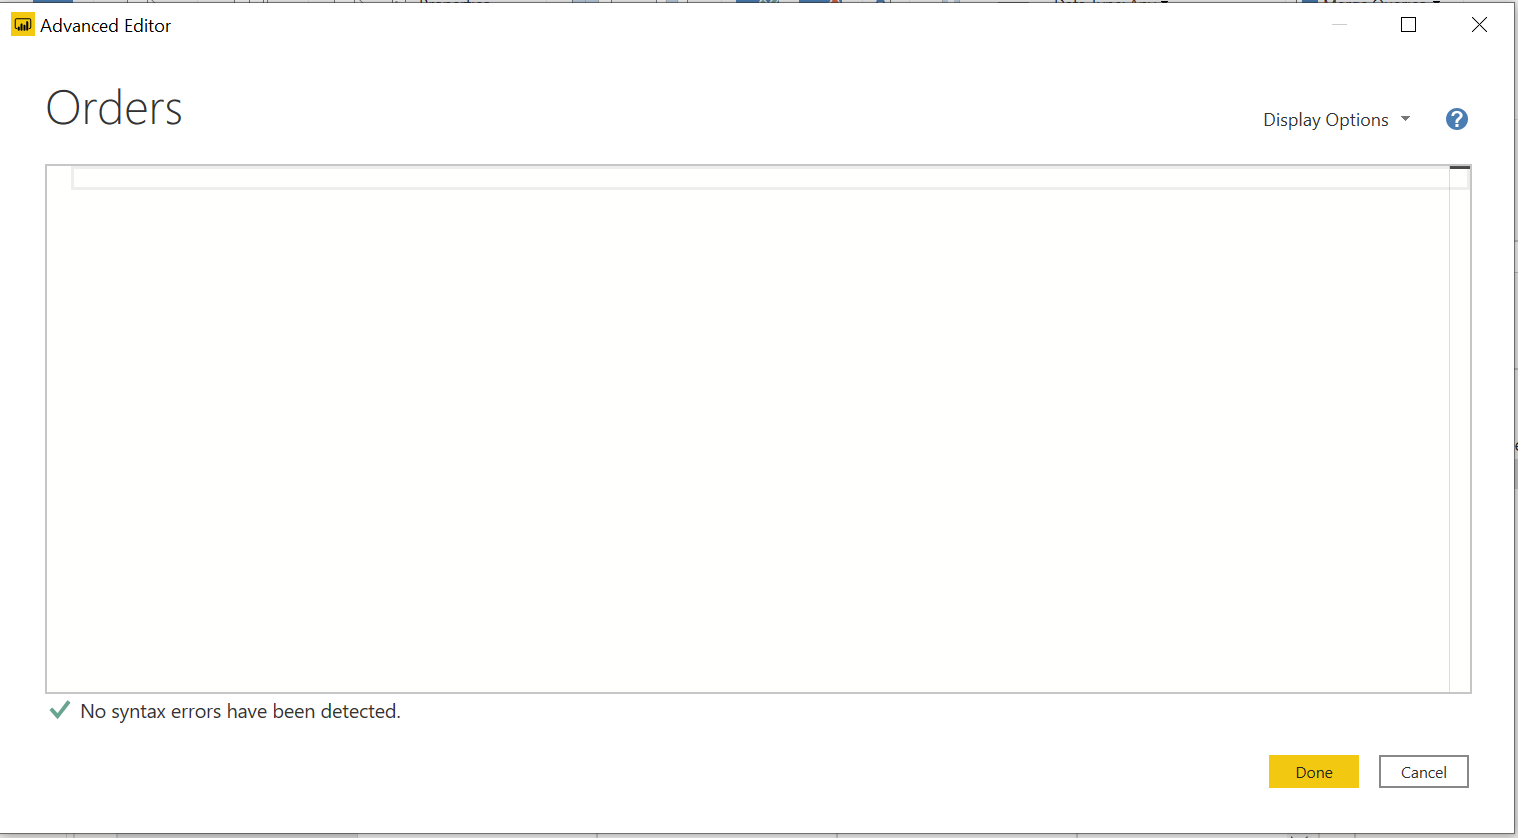 Advanced Editor
Orders
Display Options
?
No syntax errors have been detected.
Done
Cancel